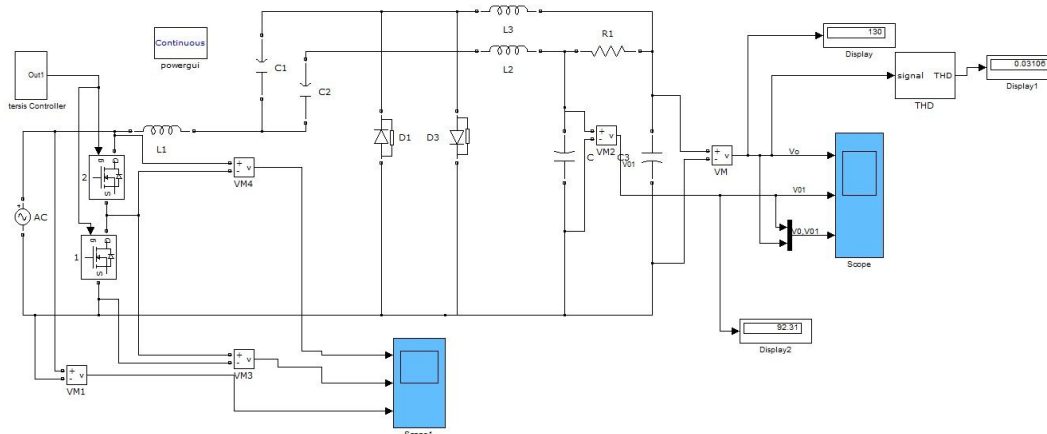 Continuous
powergui
Out1
tersis Controller
L3
R1
L2
C1
C2
L1
D1
D3
C
C3
V01
VM2
VM
VM4
AC
g
D
S
2
g
D
S
1
VM1
VM3
Scope1
130
Display
signal
THD
THD
0.03106
Display1
Vo
V01
V0,V01
Scope
92.31
Display2
+
-
v